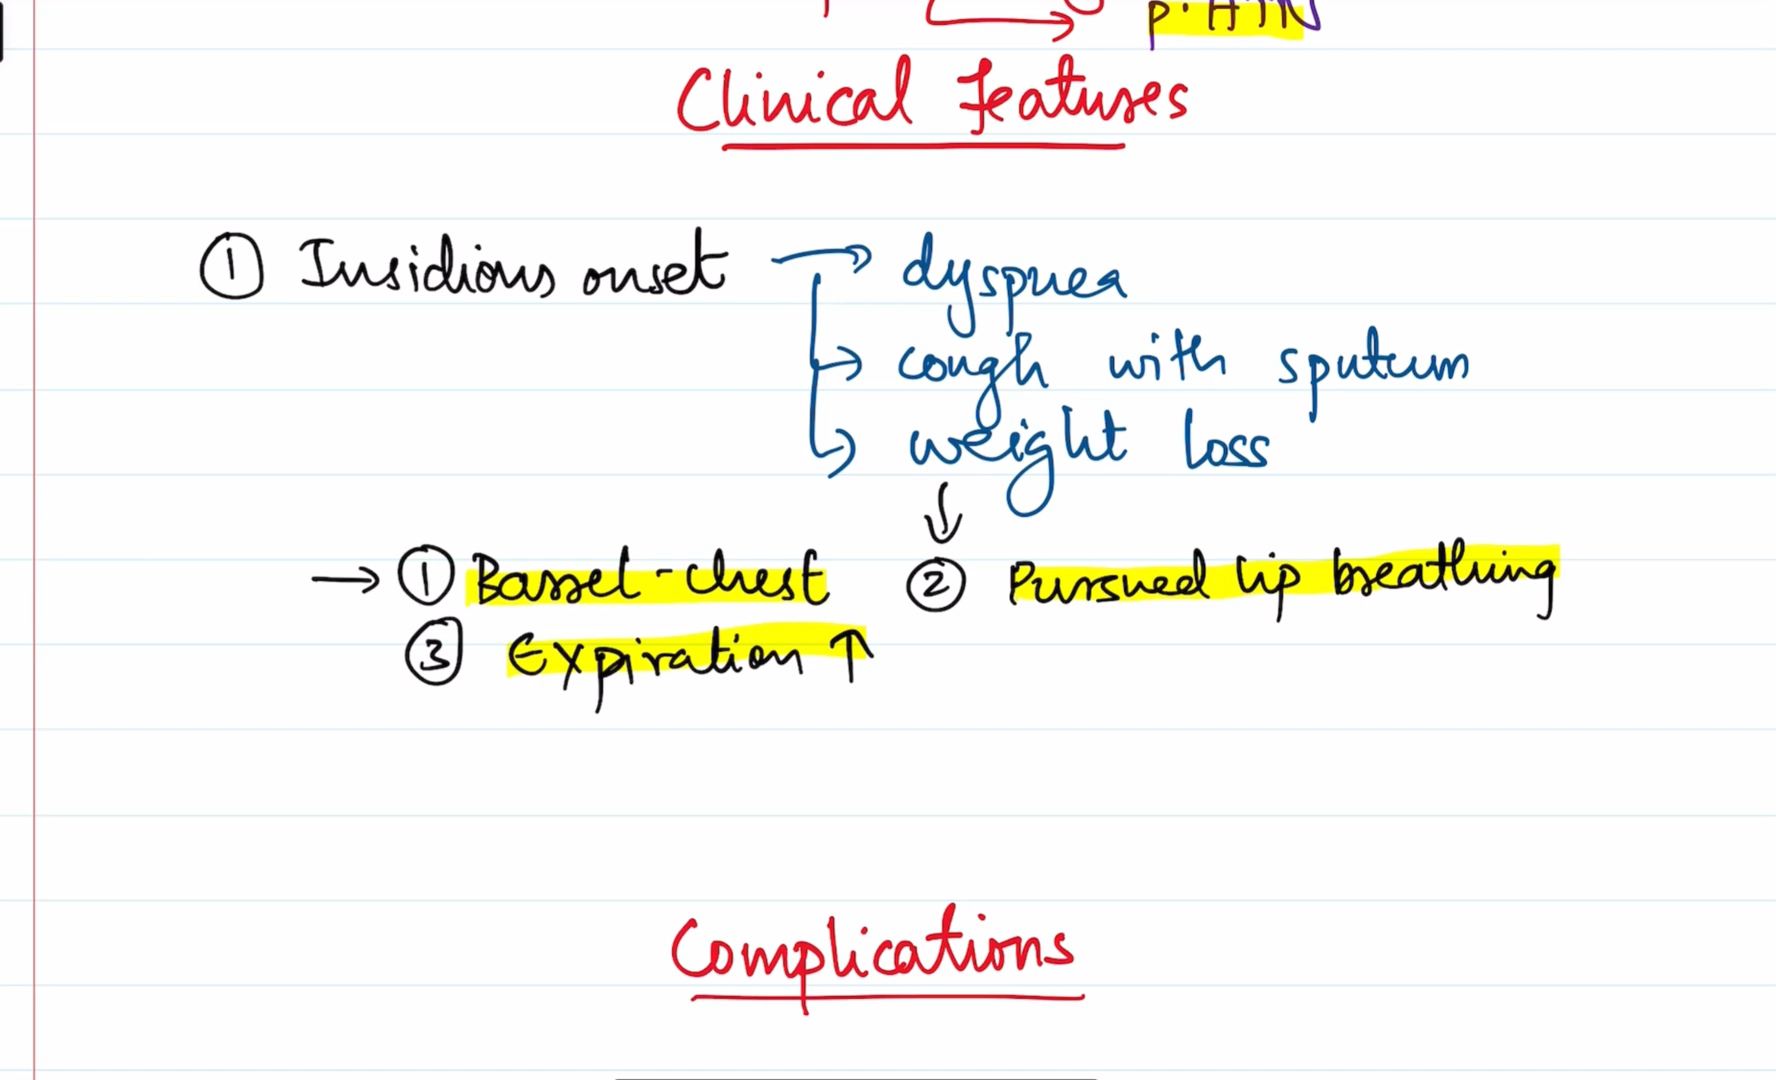 P. HTN
Clinical Features
① Insidious onset → dyspnea
→ cough with sputum
→ weight loss
↓
→ ① Barrel-chest ② Pursued lip breathing
③ Expiration ↑
Complications